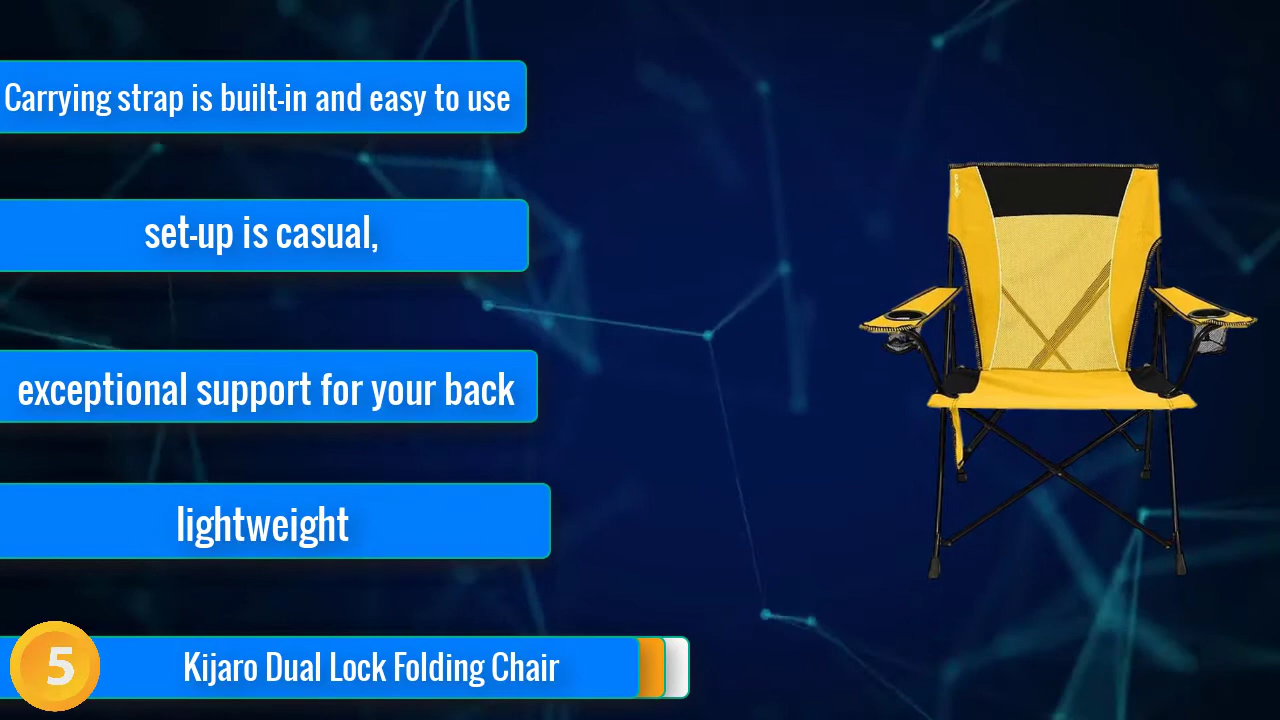 Carrying strap is built-in and easy to use
set-up is casual,
exceptional support for your back
lightweight
5
Kijaro Dual Lock Folding Chair